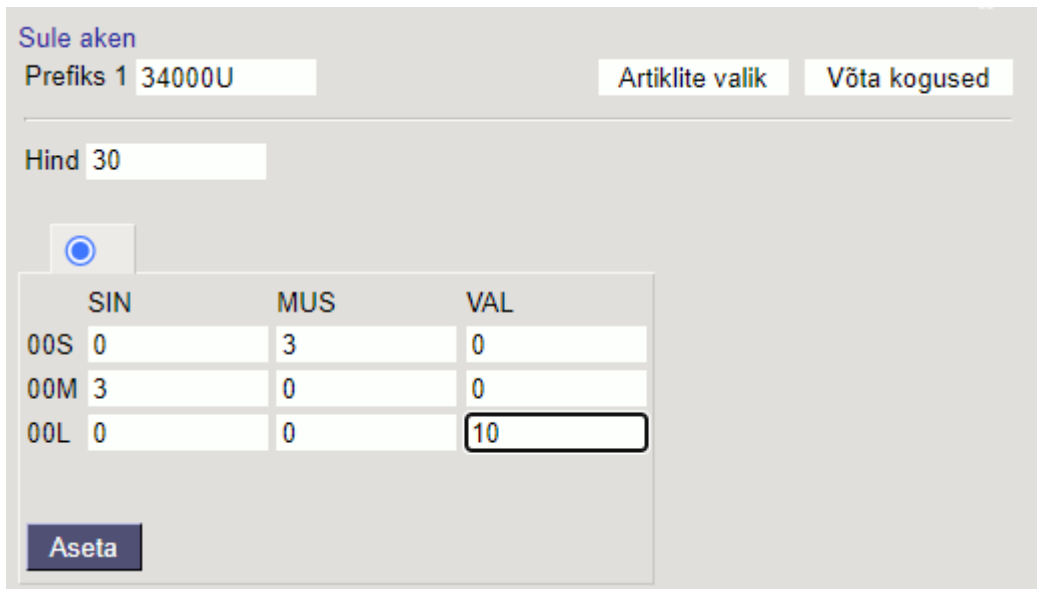 Sule aken
Prefiks 1 34000U Artiklite valik Võta kogused
Hind 30
SIN MUS VAL
00S 0 3 0
00M 3 0 0
00L 0 0 10
Aseta